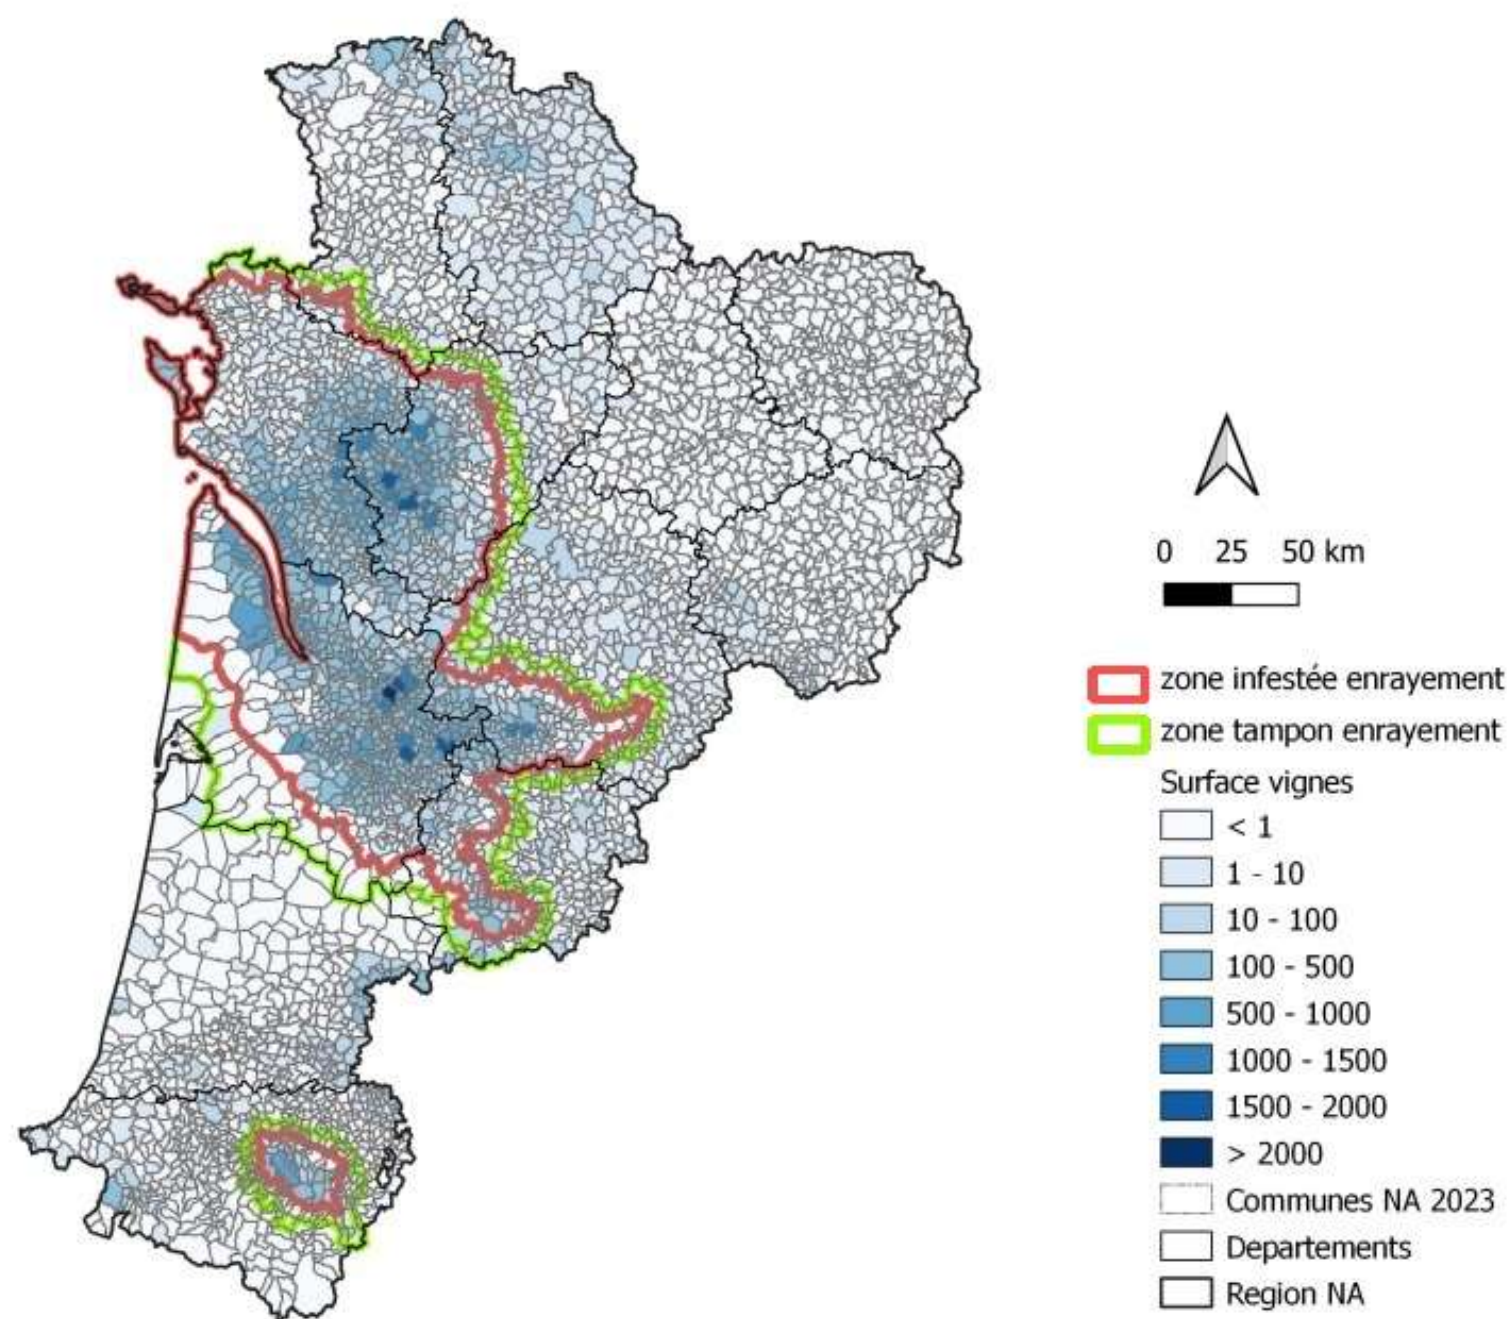 0 25 50 km
zone infestée enrayement
zone tampon enrayement
Surface vignes
< 1
1 - 10
10 - 100
100 - 500
500 - 1000
1000 - 1500
1500 - 2000
> 2000
Communes NA 2023
Departements
Region NA